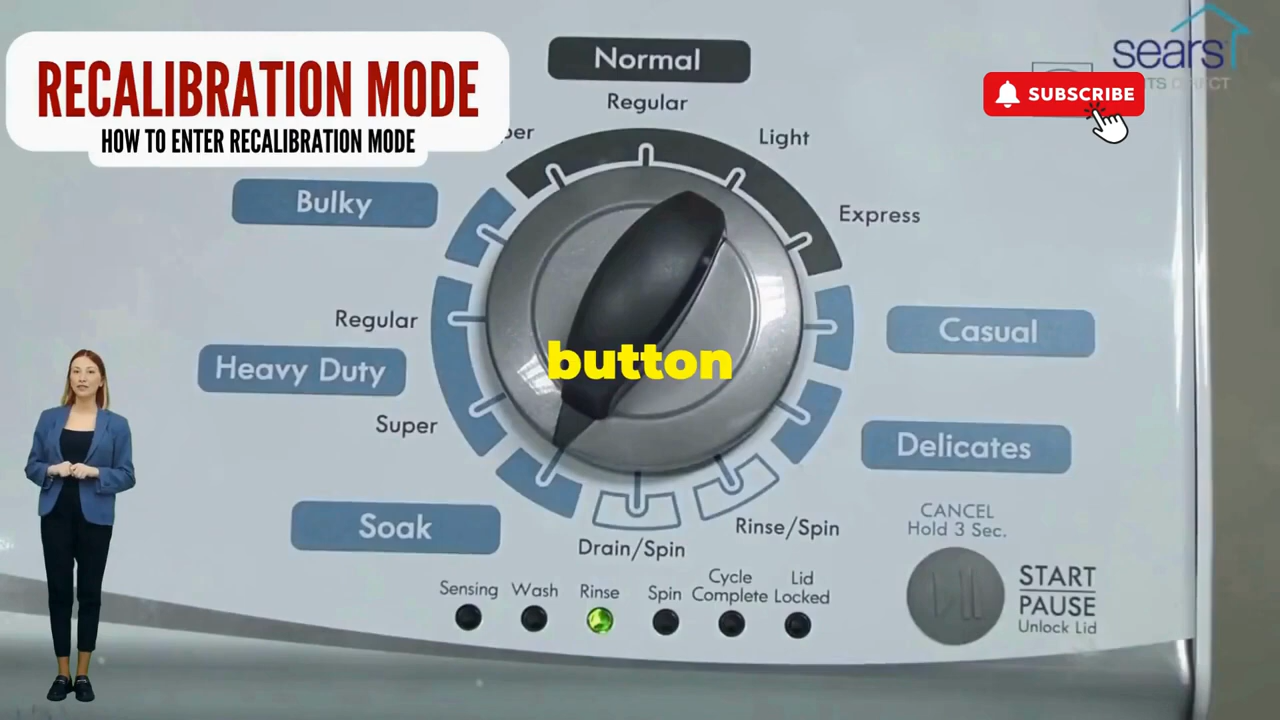 RECALIBRATION MODE
HOW TO ENTER RECALIBRATION MODE
sears
SUBSCRIBE
Normal
Regular
Light
Express
Bulky
Regular
Heavy Duty
Super
Casual
Delicates
Soak
Rinse/Spin
Drain/Spin
button
CANCEL
Hold 3 Sec.
START
PAUSE
Unlock Lid
Sensing
Wash
Rinse
Spin
Cycle
Complete
Lid
Locked